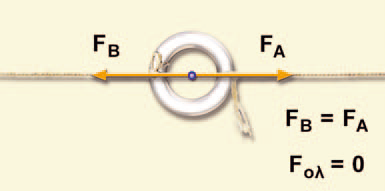 F_B F_A
F_B = F_A
F_ολ = 0